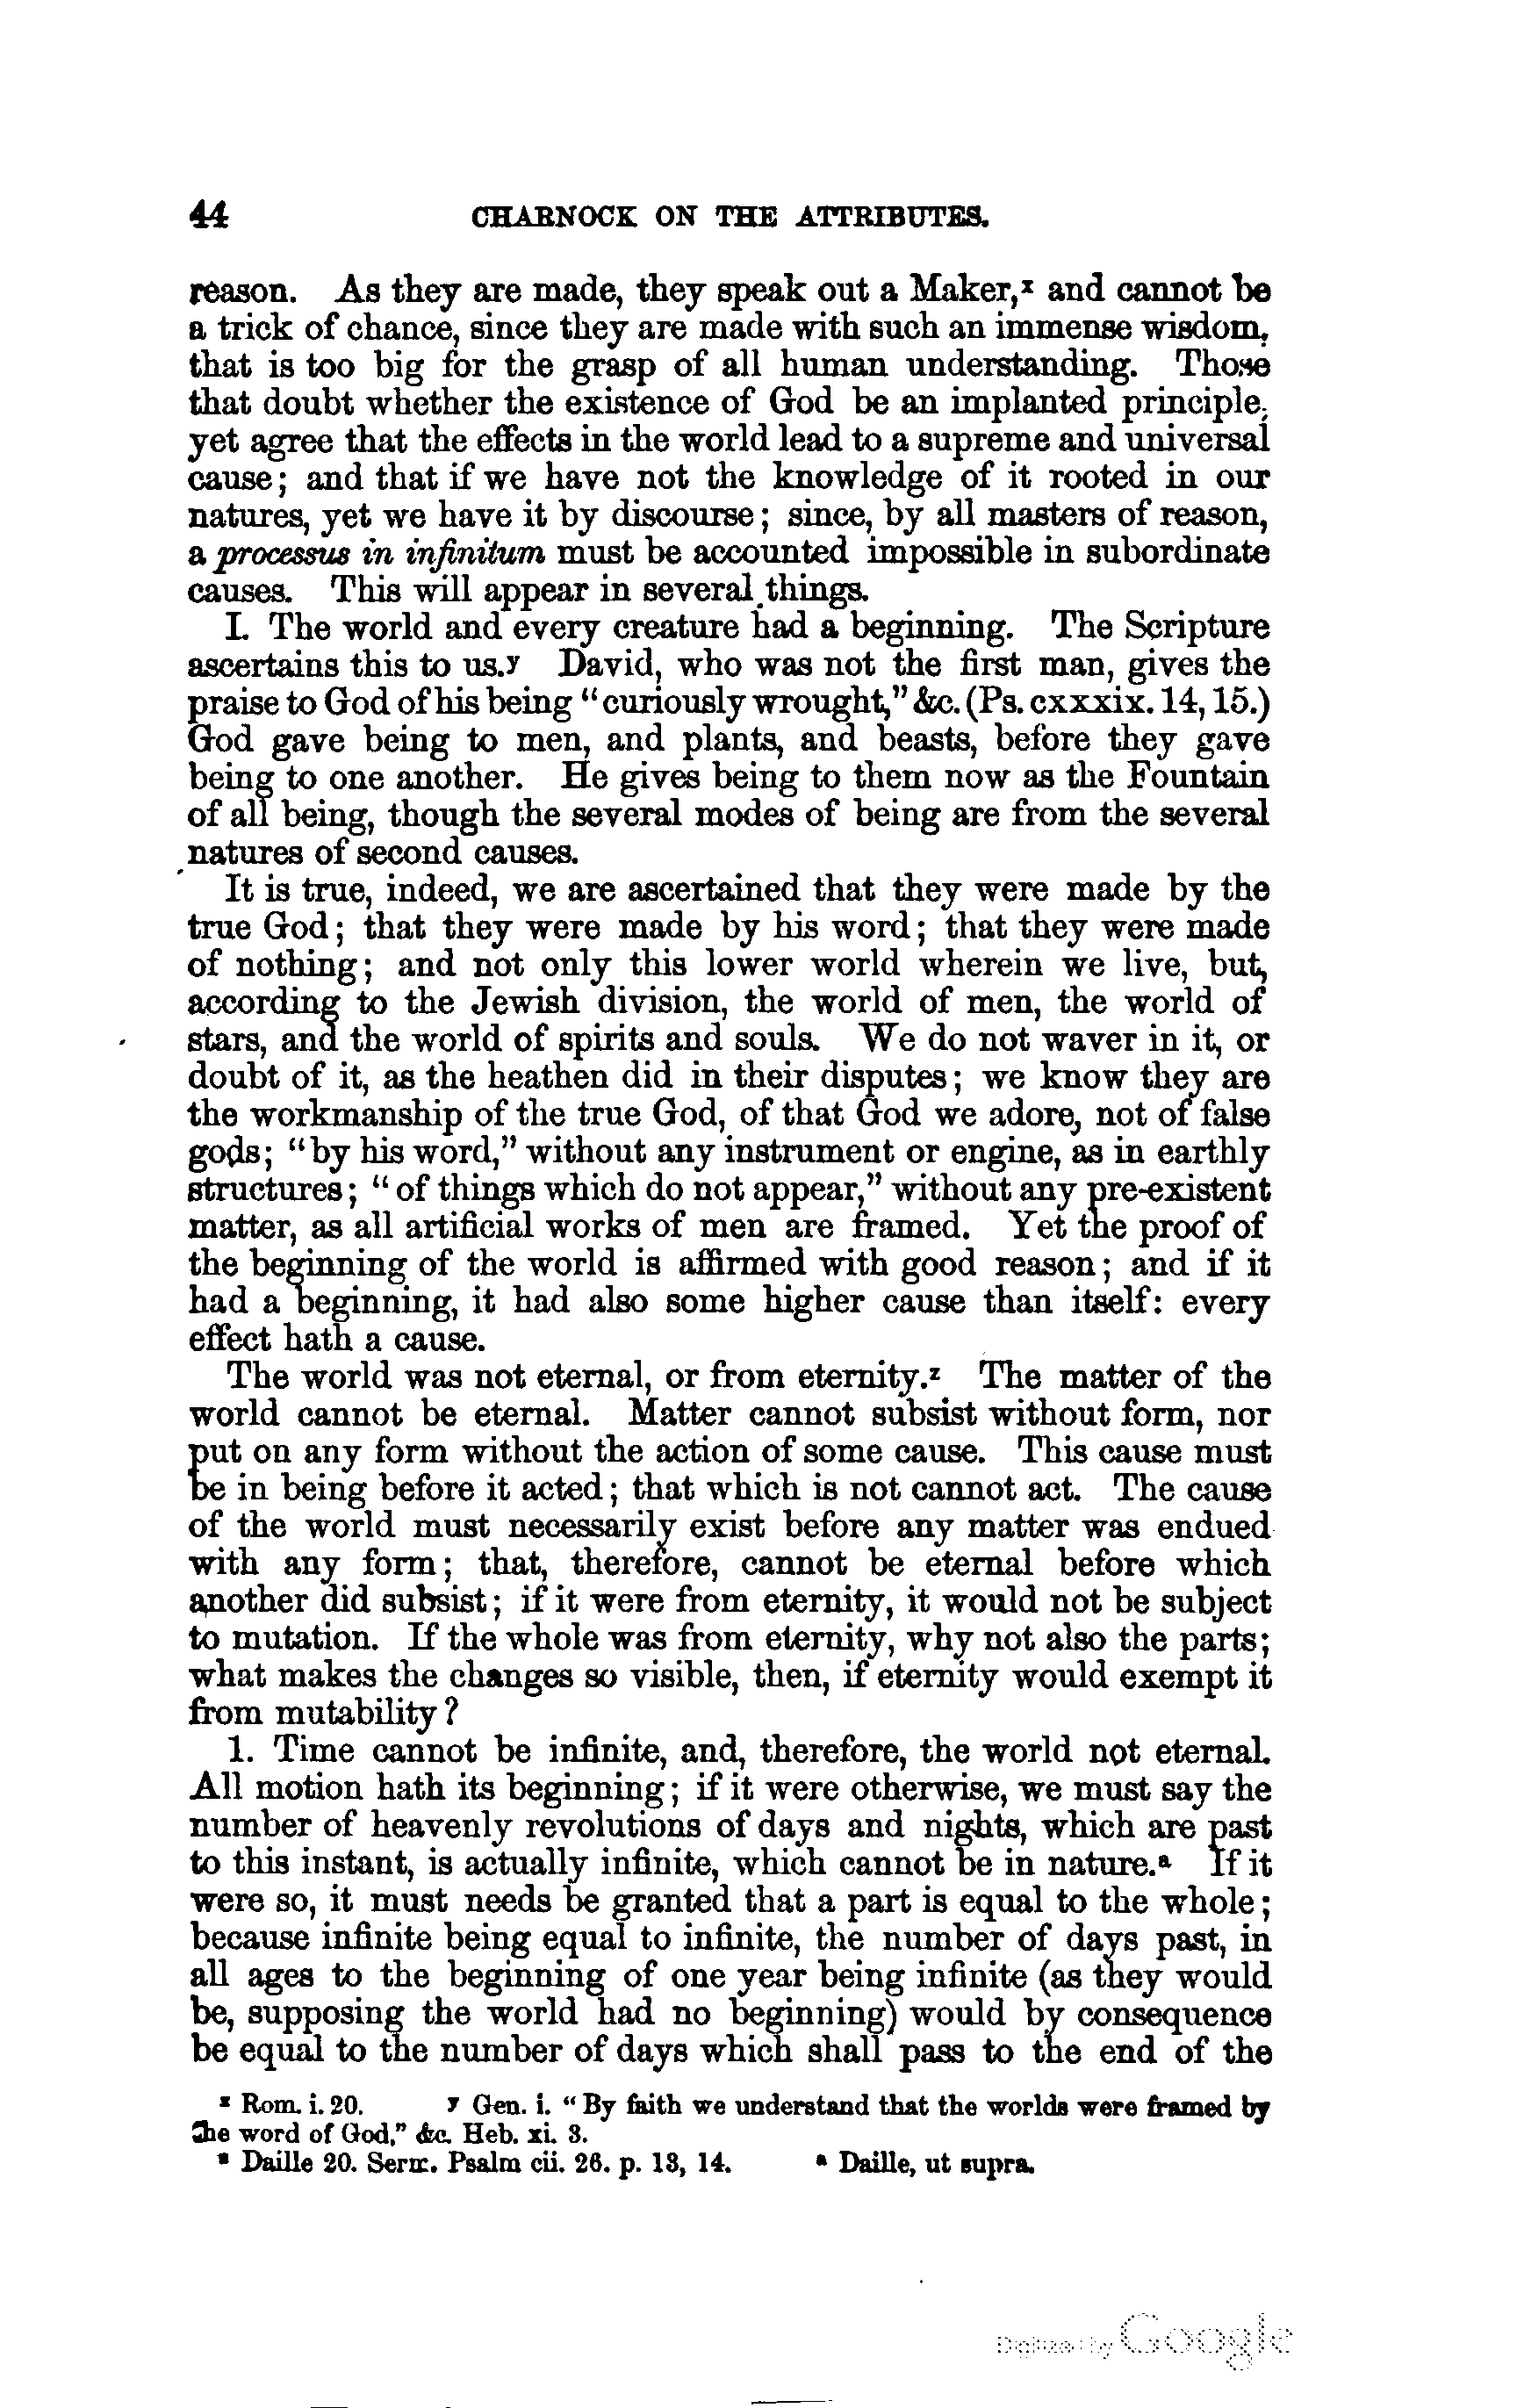 44 CHARNOCK ON THE ATTRIBUTES.
reason. As they are made, they speak out a Maker,x and cannot be
a trick of chance, since they are made with such an immense wisdom,
that is too big for the grasp of all human understanding. Those
that doubt whether the existence of God be an implanted principle,
yet agree that the effects in the world lead to a supreme and universal
cause; and that if we have not the knowledge of it rooted in our
natures, yet we have it by discourse; since, by all masters of reason,
a processus in infinitum must be accounted impossible in subordinate
causes. This will appear in several things.
I. The world and every creature had a beginning. The Scripture
ascertains this to us.y David, who was not the first man, gives the
praise to God of his being "curiously wrought," &c. (Ps. cxxxix. 14, 15.)
God gave being to men, and plants, and beasts, before they gave
being to one another. He gives being to them now as the Fountain
of all being, though the several modes of being are from the several
natures of second causes.
It is true, indeed, we are ascertained that they were made by the
true God; that they were made by his word; that they were made
of nothing; and not only this lower world wherein we live, but,
according to the Jewish division, the world of men, the world of
stars, and the world of spirits and souls. We do not waver in it, or
doubt of it, as the heathen did in their disputes; we know they are
the workmanship of the true God, of that God we adore, not of false
gods; "by his word," without any instrument or engine, as in earthly
structures; "of things which do not appear," without any pre-existent
matter, as all artificial works of men are framed. Yet the proof of
the beginning of the world is affirmed with good reason; and if it
had a beginning, it had also some higher cause than itself: every
effect hath a cause.
The world was not eternal, or from eternity.z The matter of the
world cannot be eternal. Matter cannot subsist without form, nor
put on any form without the action of some cause. This cause must
be in being before it acted; that which is not cannot act. The cause
of the world must necessarily exist before any matter was endued
with any form; that, therefore, cannot be eternal before which
another did subsist; if it were from eternity, it would not be subject
to mutation. If the whole was from eternity, why not also the parts;
what makes the changes so visible, then, if eternity would exempt it
from mutability?
1. Time cannot be infinite, and, therefore, the world not eternal.
All motion hath its beginning; if it were otherwise, we must say the
number of heavenly revolutions of days and nights, which are past
to this instant, is actually infinite, which cannot be in nature.a If it
were so, it must needs be granted that a part is equal to the whole;
because infinite being equal to infinite, the number of days past, in
all ages to the beginning of one year being infinite (as they would
be, supposing the world had no beginning) would by consequence
be equal to the number of days which shall pass to the end of the
x Rom. i. 20. y Gen. i. "By faith we understand that the worlds were framed by
the word of God," &c. Heb. xi. 3.
z Daille 20. Serm. Psalm cii. 26. p. 13, 14. a Daille, ut supra.
Digitized by Google